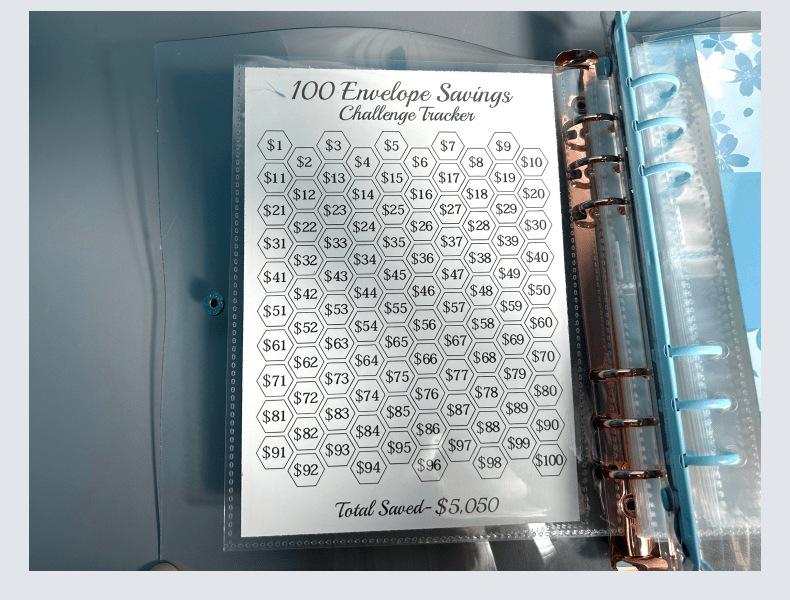 100 Envelope Savings
Challenge Tracker
$1 $2 $3 $4 $5 $6 $7 $8 $9 $10
$11 $12 $13 $14 $15 $16 $17 $18 $19 $20
$21 $22 $23 $24 $25 $26 $27 $28 $29 $30
$31 $32 $33 $34 $35 $36 $37 $38 $39 $40
$41 $42 $43 $44 $45 $46 $47 $48 $49 $50
$51 $52 $53 $54 $55 $56 $57 $58 $59 $60
$61 $62 $63 $64 $65 $66 $67 $68 $69 $70
$71 $72 $73 $74 $75 $76 $77 $78 $79 $80
$81 $82 $83 $84 $85 $86 $87 $88 $89 $90
$91 $92 $93 $94 $95 $96 $97 $98 $99 $100
Total Saved- $5,050